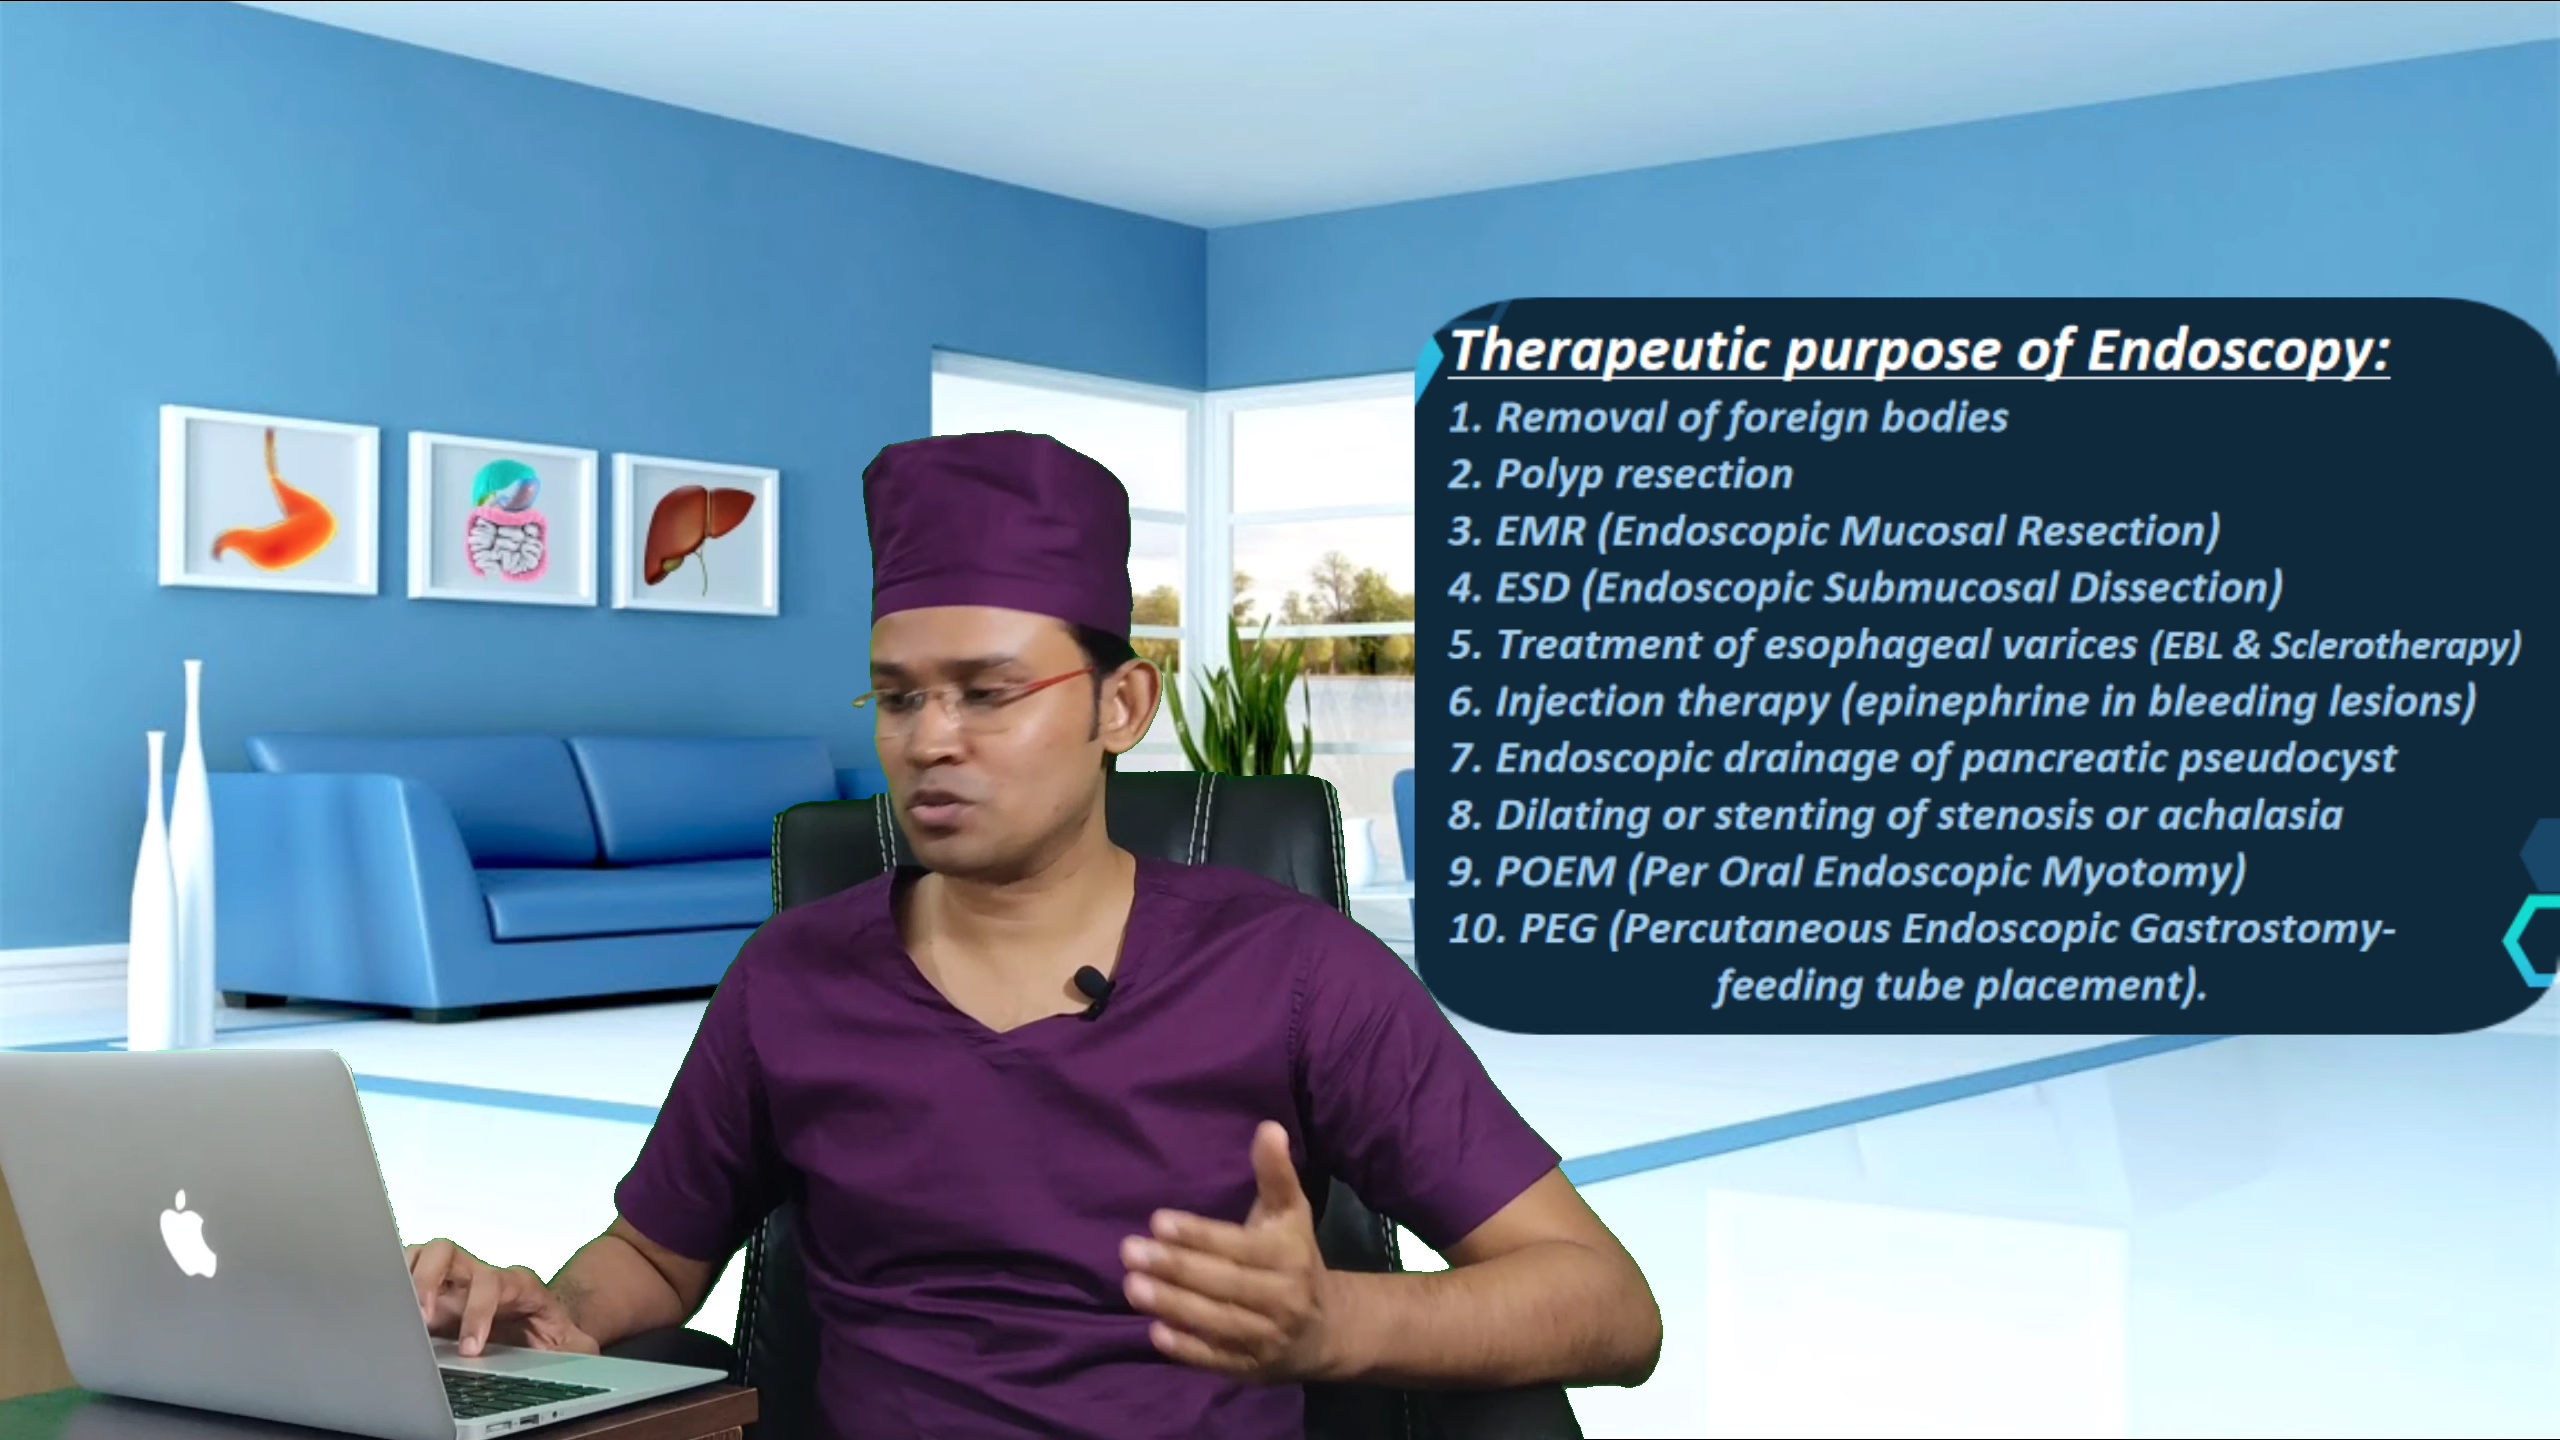 Therapeutic purpose of Endoscopy:
1. Removal of foreign bodies
2. Polyp resection
3. EMR (Endoscopic Mucosal Resection)
4. ESD (Endoscopic Submucosal Dissection)
5. Treatment of esophageal varices (EBL & Sclerotherapy)
6. Injection therapy (epinephrine in bleeding lesions)
7. Endoscopic drainage of pancreatic pseudocyst
8. Dilating or stenting of stenosis or achalasia
9. POEM (Per Oral Endoscopic Myotomy)
10. PEG (Percutaneous Endoscopic Gastrostomy-
feeding tube placement).